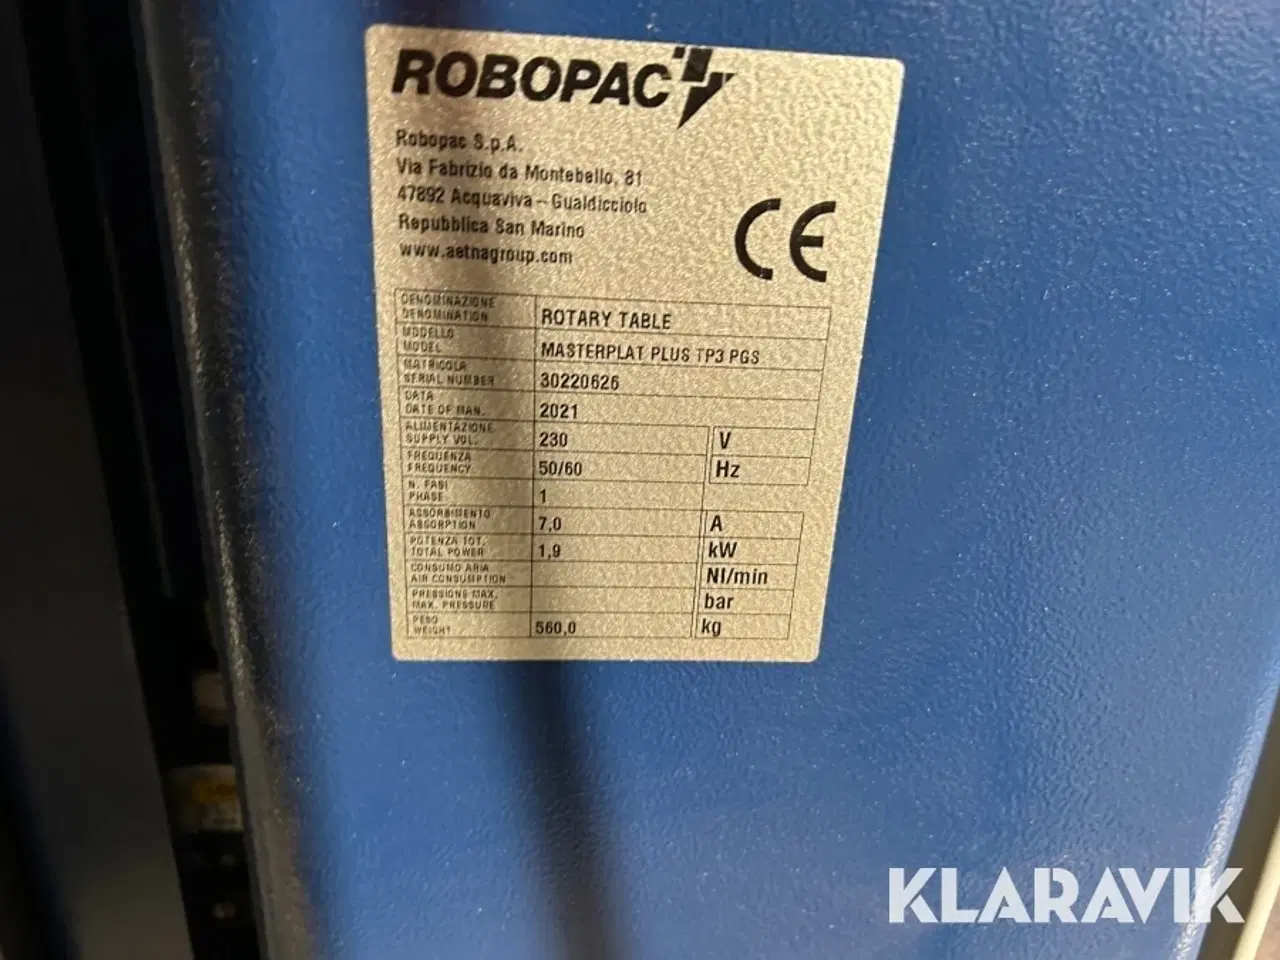 ROBOPAC
Robopac S.p.A.
Via Fabrizio da Montebello, 81
47892 Acquaviva – Gualdicciolo
Repubblica San Marino
www.aetnagroup.com
CE
DENOMINAZIONE
DENOMINATION
ROTARY TABLE
MODELLO
MODEL
MASTERPLAT PLUS TP3 PGS
MATRICOLA
SERIAL NUMBER
30220626
DATA
DATE OF MAN.
2021
ALIMENTAZIONE
SUPPLY VOL.
230 V
FREQUENZA
FREQUENCY
50/60 Hz
N. FASI
PHASE
1
ASSORBIMENTO
ABSORPTION
7,0 A
POTENZA TOT.
TOTAL POWER
1,9 kW
CONSUMO ARIA
AIR CONSUMPTION
Nl/min
PRESSIONE MAX.
MAX. PRESSURE
bar
PESO
WEIGHT
560,0 kg
KLARAVIK